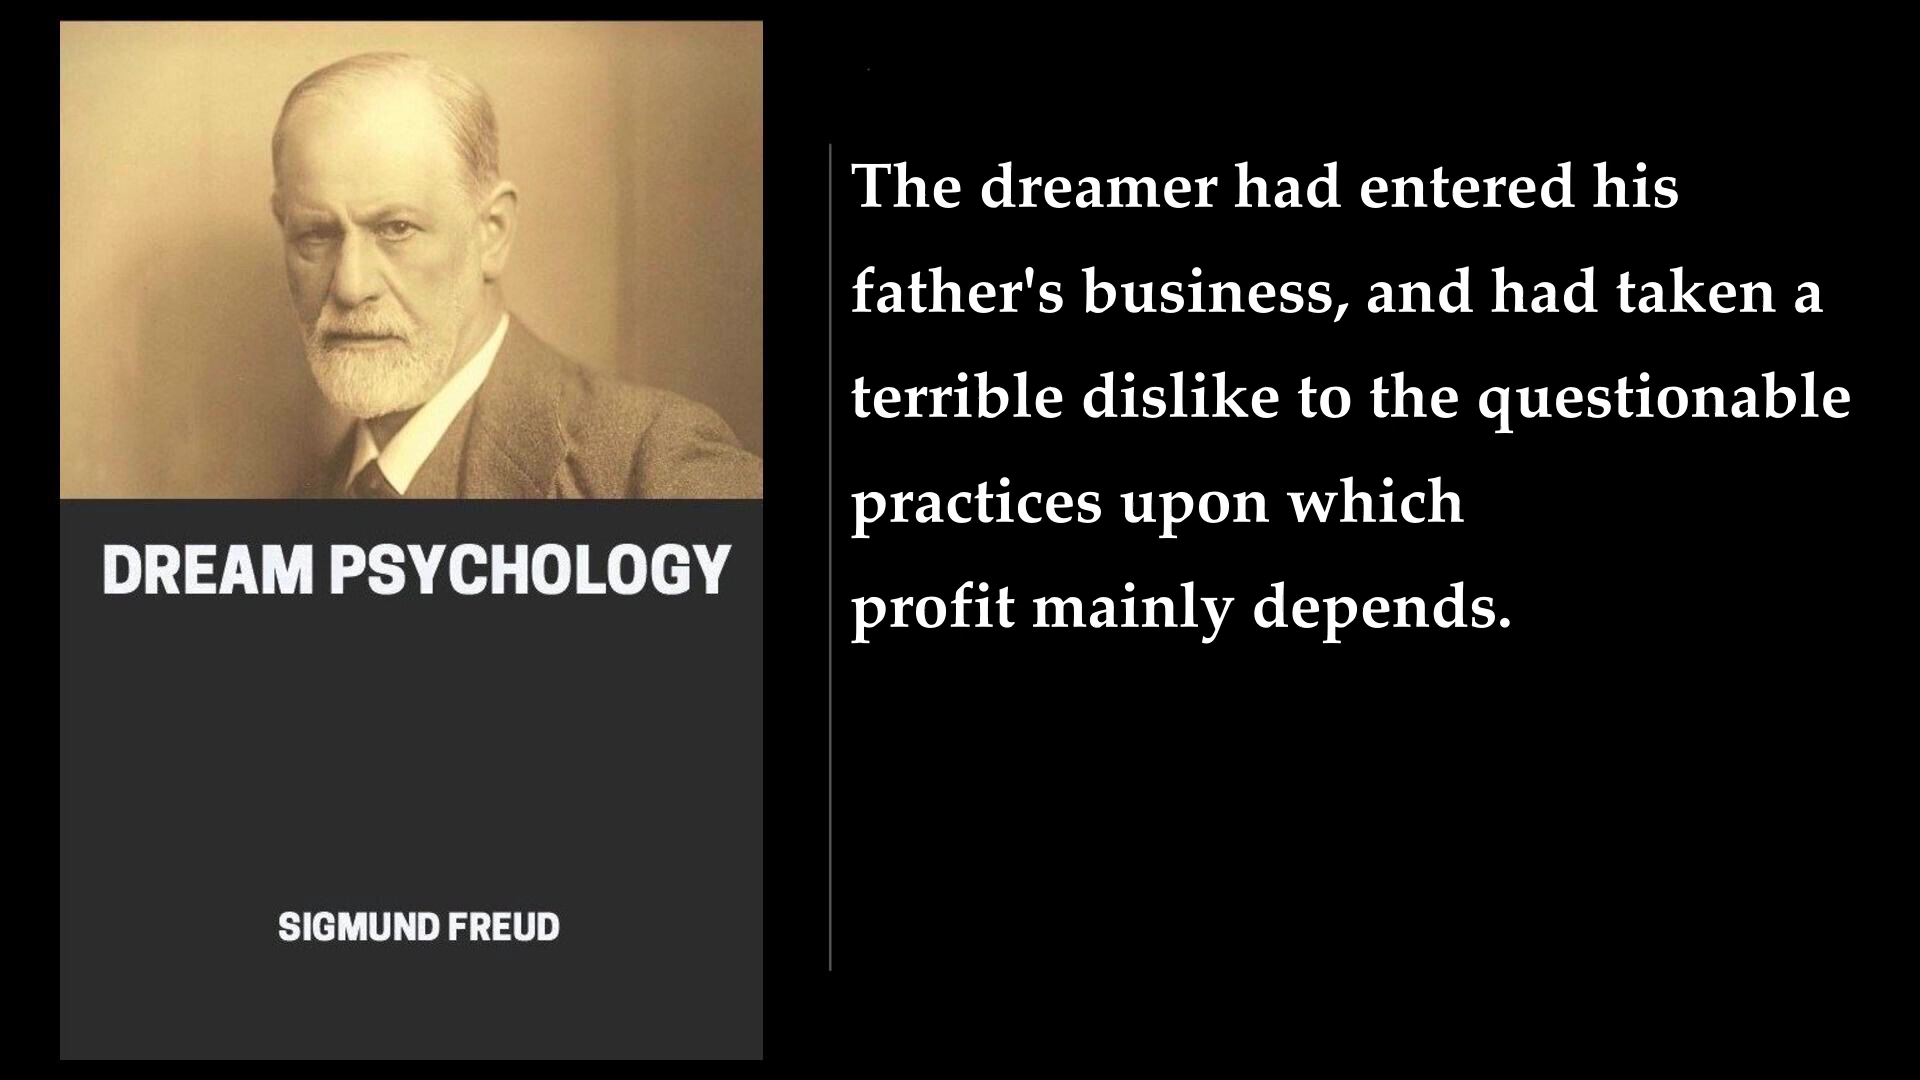 DREAM PSYCHOLOGY
SIGMUND FREUD
The dreamer had entered his
father's business, and had taken a
terrible dislike to the questionable
practices upon which
profit mainly depends.